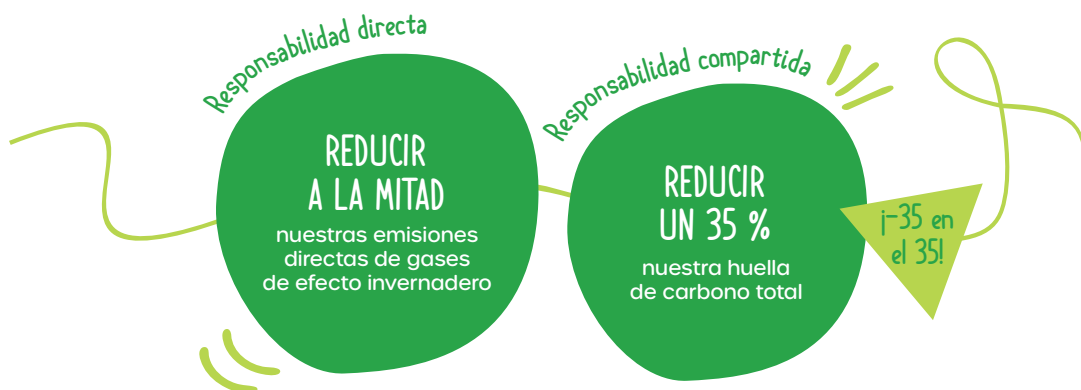 Responsabilidad directa
REDUCIR
A LA MITAD
nuestras emisiones
directas de gases
de efecto invernadero
Responsabilidad compartida
REDUCIR
UN 35 %
nuestra huella
de carbono total
¡-35 en
el 35!